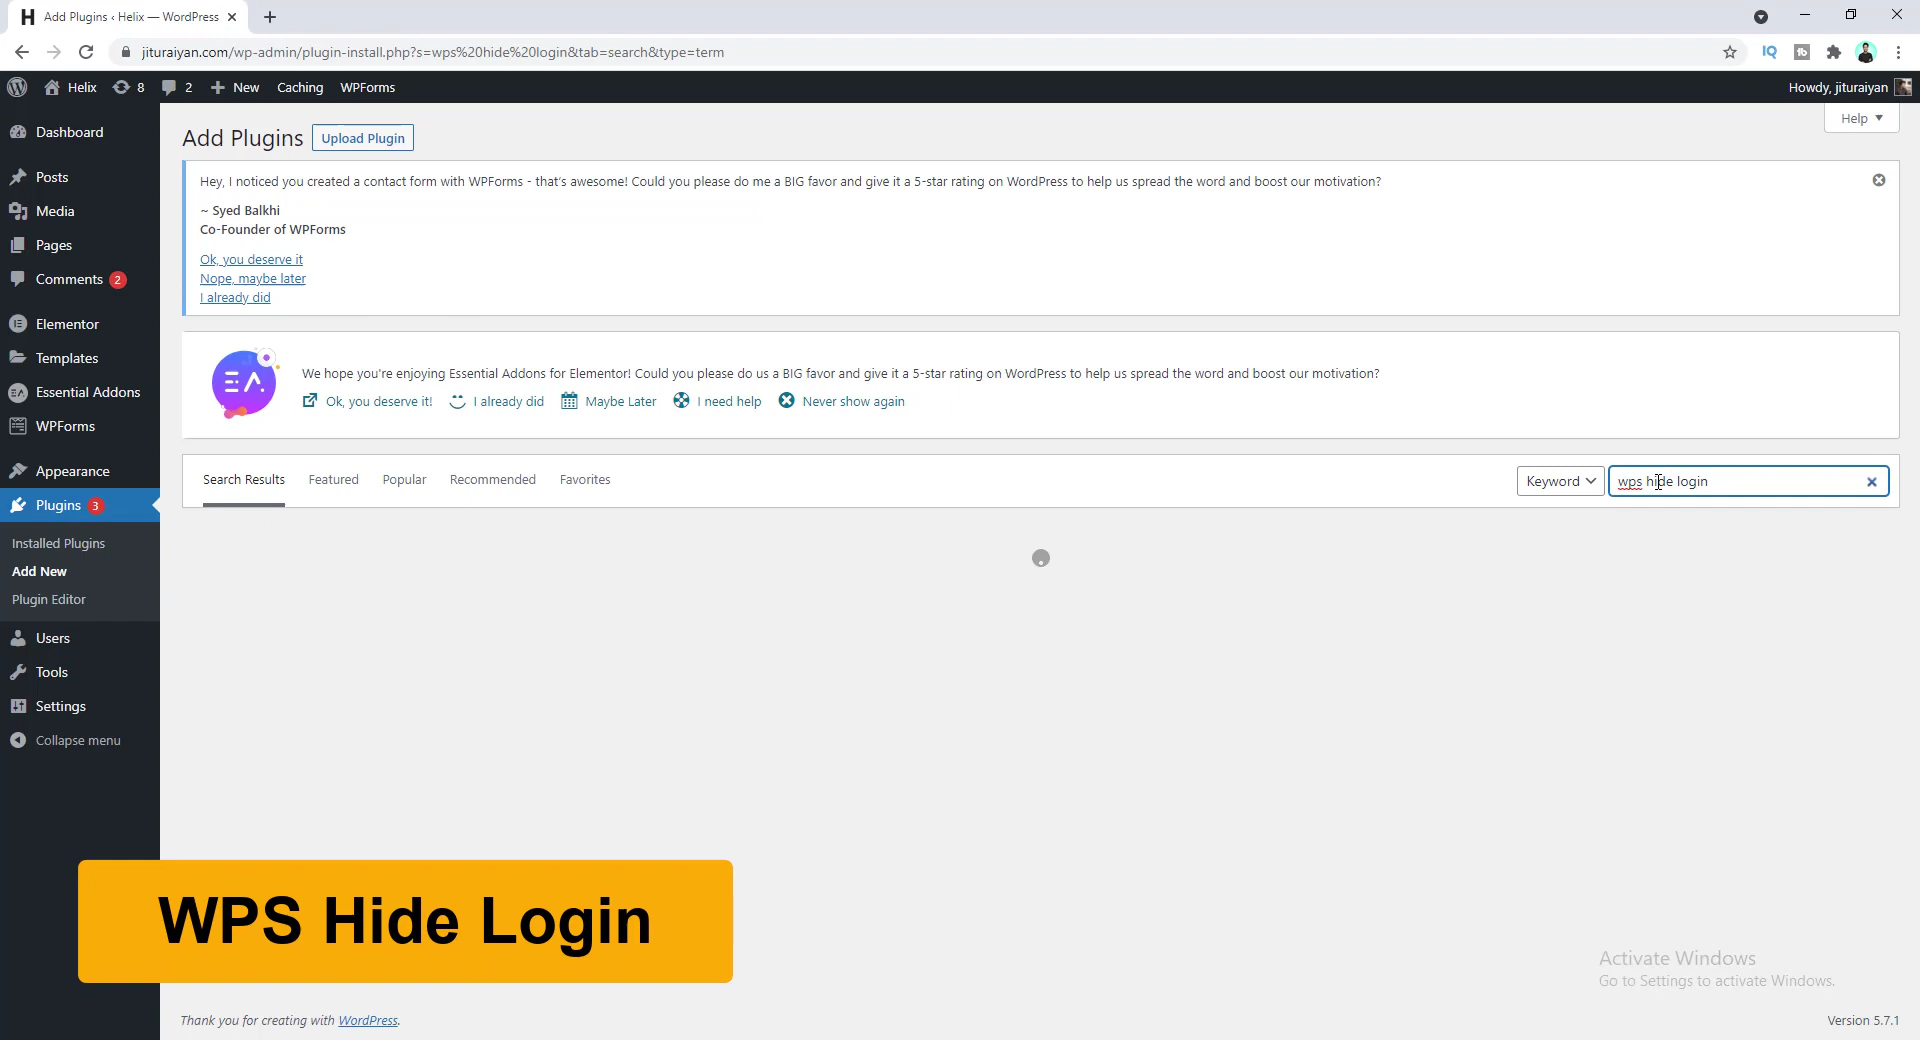 Add Plugins ‹ Helix — WordPress
jituraiyan.com/wp-admin/plugin-install.php?s=wps%20hide%20login&tab=search&type=term
Helix 8 2 New Caching WPForms Howdy, jituraiyan
Help
Dashboard
Posts
Media
Pages
Comments 2
Elementor
Templates
Essential Addons
WPForms
Appearance
Plugins 3
Installed Plugins
Add New
Plugin Editor
Users
Tools
Settings
Collapse menu
Add Plugins Upload Plugin
Hey, I noticed you created a contact form with WPForms - that's awesome! Could you please do me a BIG favor and give it a 5-star rating on WordPress to help us spread the word and boost our motivation?
~ Syed Balkhi
Co-Founder of WPForms
Ok, you deserve it
Nope, maybe later
I already did
We hope you're enjoying Essential Addons for Elementor! Could you please do us a BIG favor and give it a 5-star rating on WordPress to help us spread the word and boost our motivation?
Ok, you deserve it! I already did Maybe Later I need help Never show again
Search Results Featured Popular Recommended Favorites Keyword wps hide login
WPS Hide Login
Activate Windows
Go to Settings to activate Windows.
Thank you for creating with WordPress. Version 5.7.1